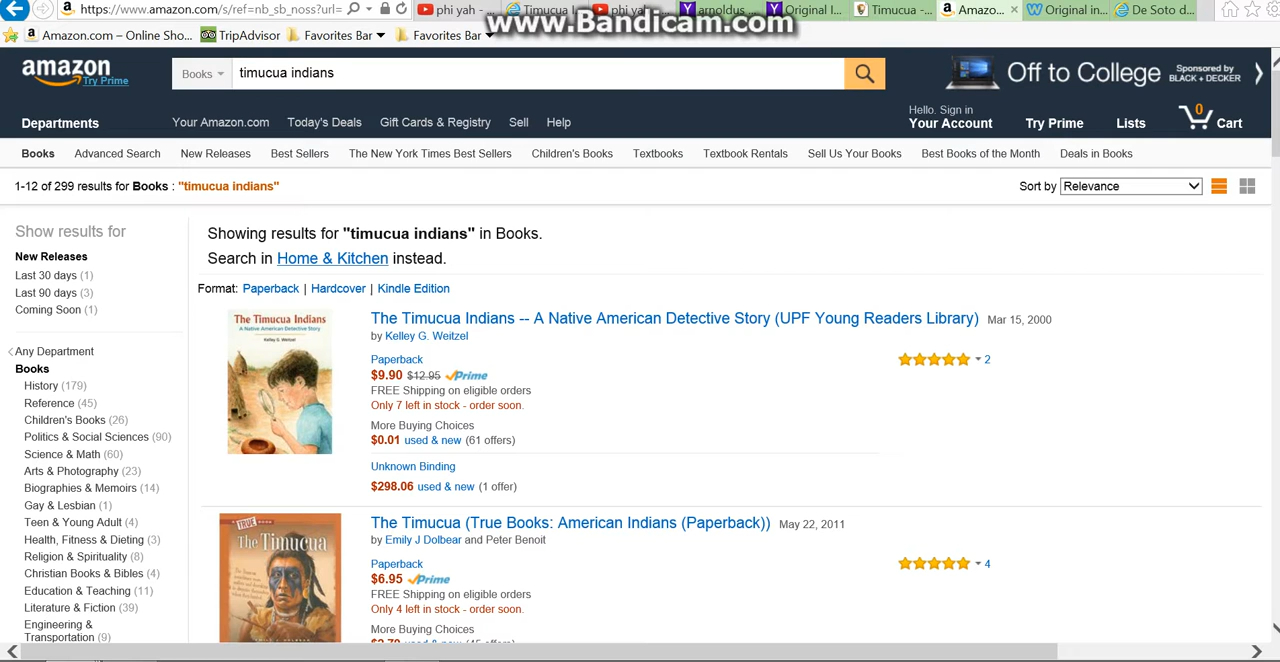 https://www.amazon.com/s/ref=nb_sb_noss?url=
phi yah -
Timucua I
phi yah -
arnoldus
Original I
Timucua -
Amazo...
Original in...
De Soto d...
www.Bandicam.com
Amazon.com – Online Sho...
TripAdvisor
Favorites Bar
Favorites Bar
amazon
Try Prime
Books
timucua indians
Off to College
Sponsored by
BLACK + DECKER
Departments
Your Amazon.com
Today's Deals
Gift Cards & Registry
Sell
Help
Hello. Sign in
Your Account
Try Prime
Lists
0
Cart
Books
Advanced Search
New Releases
Best Sellers
The New York Times Best Sellers
Children's Books
Textbooks
Textbook Rentals
Sell Us Your Books
Best Books of the Month
Deals in Books
1-12 of 299 results for Books : "timucua indians"
Sort by
Relevance
Show results for
New Releases
Last 30 days (1)
Last 90 days (3)
Coming Soon (1)
Any Department
Books
History (179)
Reference (45)
Children's Books (26)
Politics & Social Sciences (90)
Science & Math (60)
Arts & Photography (23)
Biographies & Memoirs (14)
Gay & Lesbian (1)
Teen & Young Adult (4)
Health, Fitness & Dieting (3)
Religion & Spirituality (8)
Christian Books & Bibles (4)
Education & Teaching (11)
Literature & Fiction (39)
Engineering &
Transportation (9)
Showing results for "timucua indians" in Books.
Search in Home & Kitchen instead.
Format: Paperback | Hardcover | Kindle Edition
The Timucua Indians
A Native American Detective Story
Kelley G. Weitzel
The Timucua Indians -- A Native American Detective Story (UPF Young Readers Library) Mar 15, 2000
by Kelley G. Weitzel
Paperback
$9.90 $12.95 Prime
FREE Shipping on eligible orders
Only 7 left in stock - order soon.
More Buying Choices
$0.01 used & new (61 offers)
Unknown Binding
$298.06 used & new (1 offer)
2
A TRUE BOOK
The Timucua
The Timucua (True Books: American Indians (Paperback)) May 22, 2011
by Emily J Dolbear and Peter Benoit
Paperback
$6.95 Prime
FREE Shipping on eligible orders
Only 4 left in stock - order soon.
More Buying Choices
4